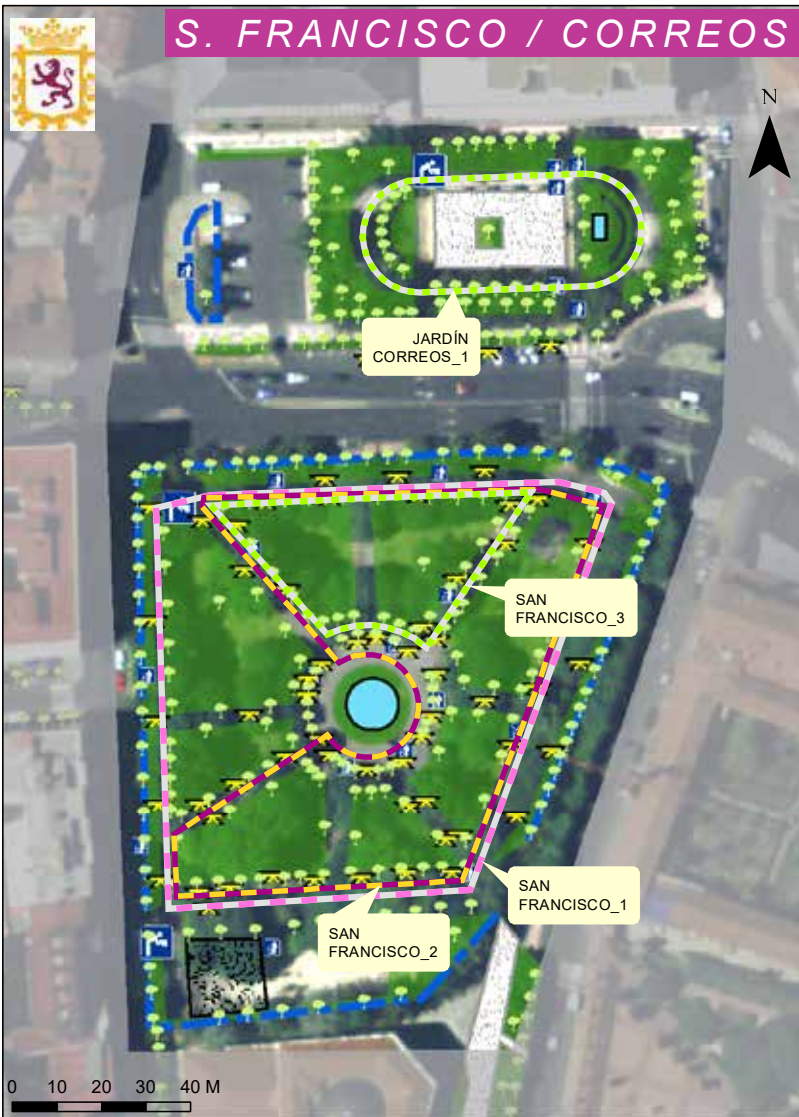 S. FRANCISCO / CORREOS
N
JARDÍN
CORREOS_1
SAN
FRANCISCO_3
SAN
FRANCISCO_1
SAN
FRANCISCO_2
0 10 20 30 40 M